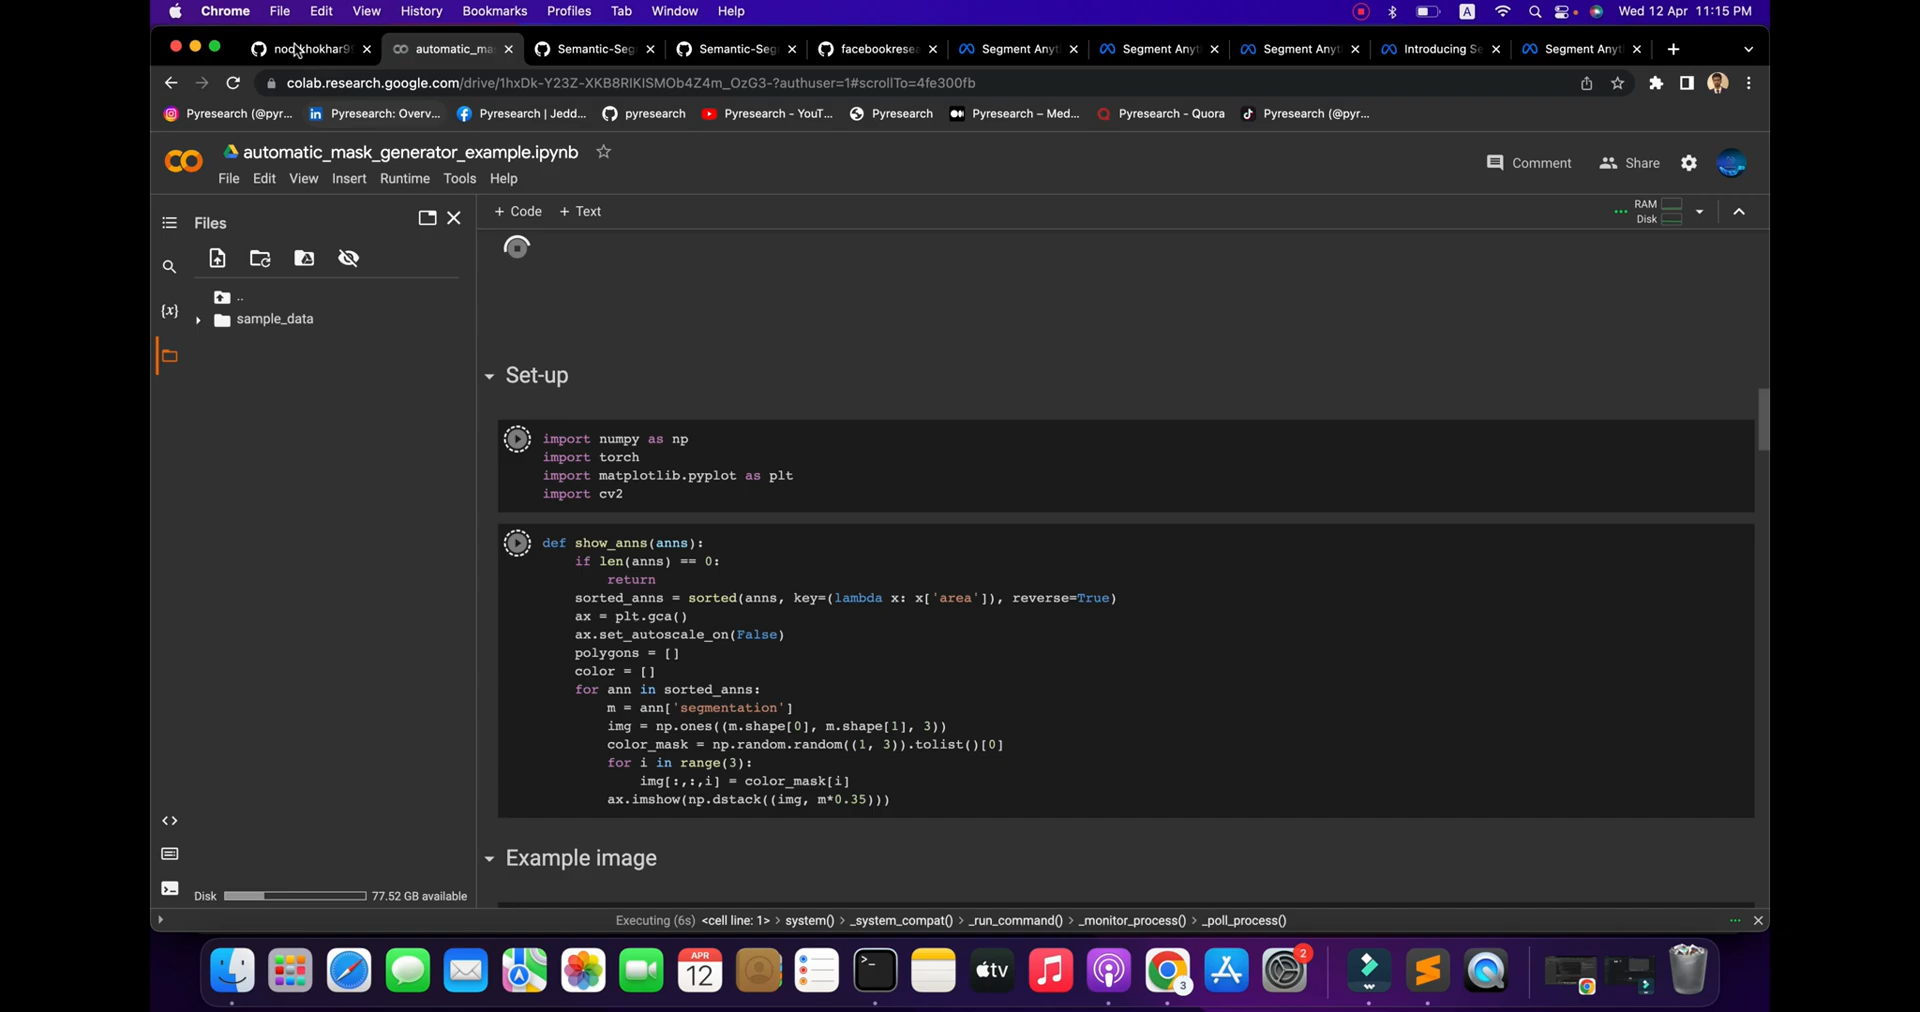 Chrome File Edit View History Bookmarks Profiles Tab Window Help A Wed 12 Apr 11:15 PM
automatic_ma Semantic-Seg Semantic-Seg facebookresea Segment Anyt Segment Anyt Segment Anyt Introducing Se Segment Anyt
colab.research.google.com/drive/1hxDk-Y23Z-XKB8RIKISMOb4Z4m_OzG3-?authuser=1#scrollTo=4fe300fb
Pyresearch (@pyr... Pyresearch: Overv... Pyresearch | Jedd... pyresearch Pyresearch - YouT... Pyresearch Pyresearch – Med... Pyresearch - Quora Pyresearch (@pyr...
automatic_mask_generator_example.ipynb
Comment Share
File Edit View Insert Runtime Tools Help
Files
+ Code + Text
RAM
Disk
{x}
..
sample_data
Set-up
import numpy as np
import torch
import matplotlib.pyplot as plt
import cv2
def show_anns(anns):
if len(anns) == 0:
return
sorted_anns = sorted(anns, key=(lambda x: x['area']), reverse=True)
ax = plt.gca()
ax.set_autoscale_on(False)
polygons = []
color = []
for ann in sorted_anns:
m = ann['segmentation']
img = np.ones((m.shape[0], m.shape[1], 3))
color_mask = np.random.random((1, 3)).tolist()[0]
for i in range(3):
img[:,:,i] = color_mask[i]
ax.imshow(np.dstack((img, m*0.35)))
Example image
Disk 77.52 GB available
Executing (6s) <cell line: 1> > system() > _system_compat() > _run_command() > _monitor_process() > _poll_process()
APR
12
tv
3
2